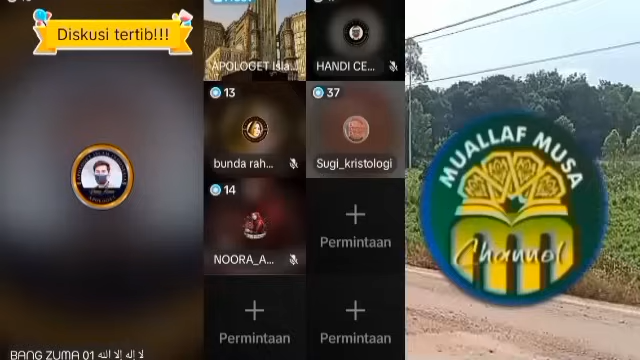 Diskusi tertib!!!
APOLOGET Isla...
HANDI CE...
13
37
bunda rah...
Sugi_kristologi
14
Permintaan
NOORA_A...
Permintaan
Permintaan
BANG ZUMA 01 لا إله إلا الله
MUALLAF MUSA
Channel